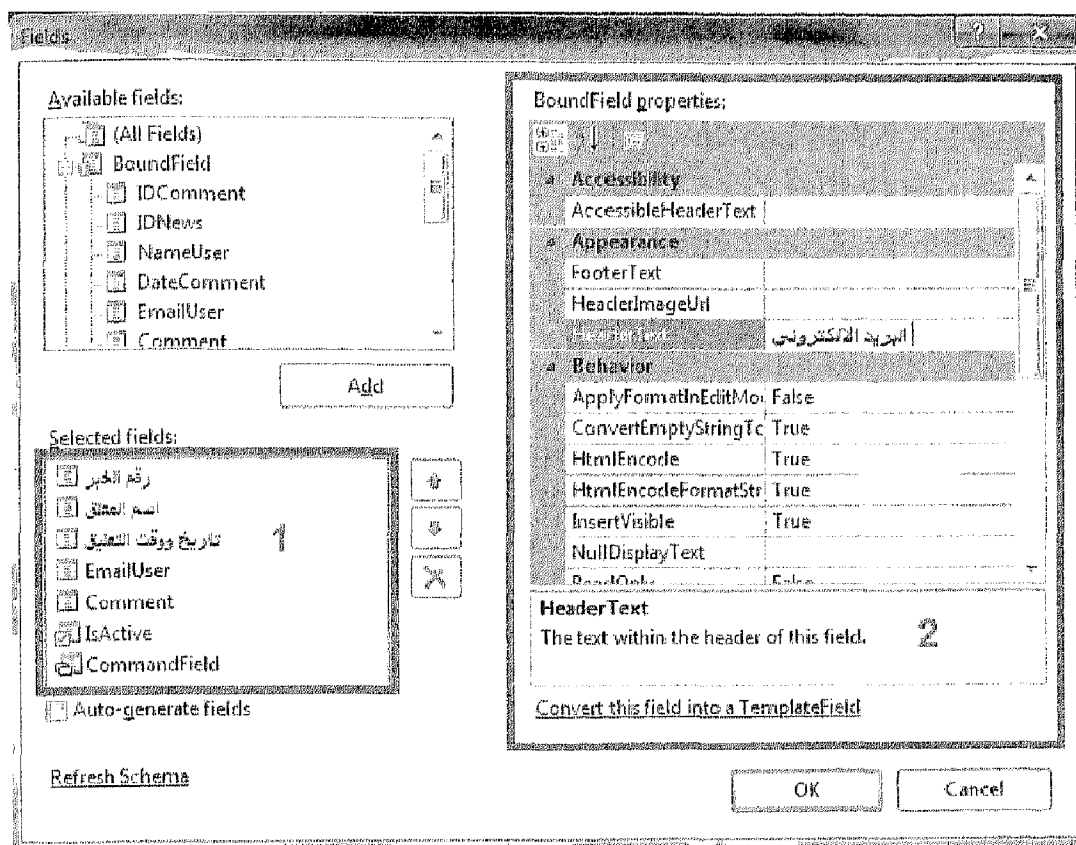 Fields
?
Available fields:
(All Fields)
BoundField
IDComment
IDNews
NameUser
DateComment
EmailUser
Comment
Add
Selected fields:
رقم الخبر
اسم المعلق
تاريخ ووقت التعليق
1
EmailUser
Comment
IsActive
CommandField
Auto-generate fields
Refresh Schema
BoundField properties:
Accessibility
AccessibleHeaderText
Appearance
FooterText
HeaderImageUrl
HeaderText البريد الالكتروني
Behavior
ApplyFormatInEditMo False
ConvertEmptyStringTo True
HtmlEncode True
HtmlEncodeFormatStr True
InsertVisible True
NullDisplayText
ReadOnly False
HeaderText
The text within the header of this field.
2
Convert this field into a TemplateField
OK
Cancel